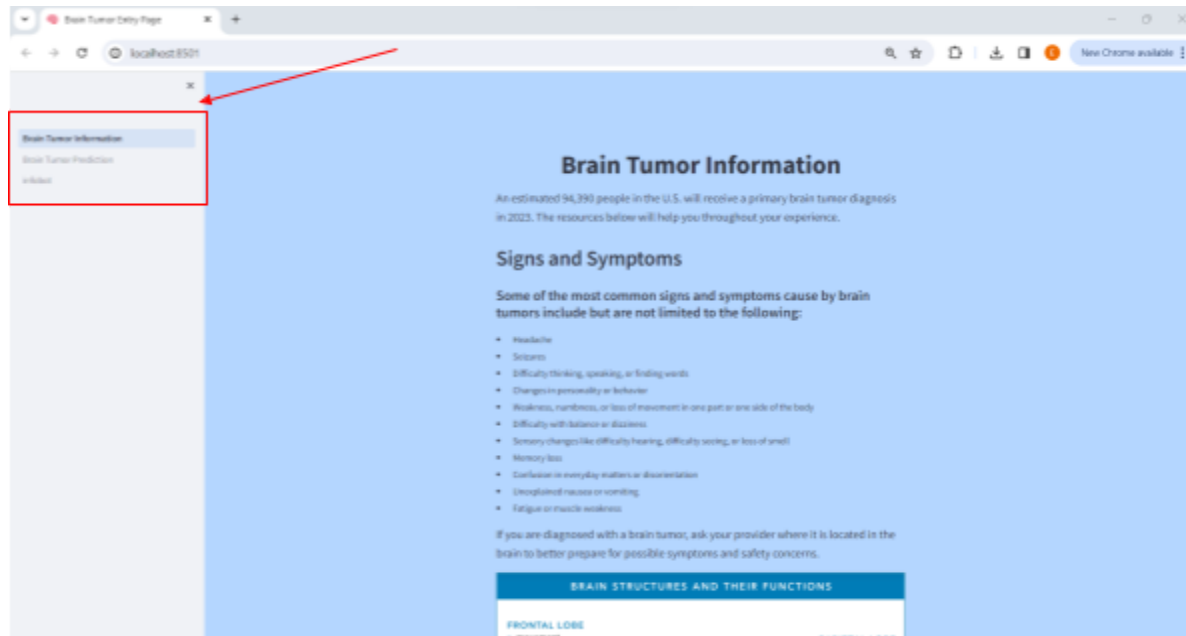 Brain Tumor Entry Page
localhost:8501
New Chrome available
Brain Tumor Information
Brain Tumor Prediction
Brain Tumor Information
An estimated 94,390 people in the U.S. will receive a primary brain tumor diagnosis
in 2023. The resources below will help you throughout your experience.
Signs and Symptoms
Some of the most common signs and symptoms cause by brain
tumors include but are not limited to the following:
Headache
Seizures
Difficulty thinking, speaking, or finding words
Changes in personality or behavior
Weakness, numbness, or loss of movement in one part or one side of the body
Difficulty with balance or dizziness
Sensory changes like difficulty hearing, difficulty seeing, or loss of smell
Memory loss
Confusion in everyday matters or disorientation
Unexplained nausea or vomiting
Fatigue or muscle weakness
If you are diagnosed with a brain tumor, ask your provider where it is located in the
brain to better prepare for possible symptoms and safety concerns.
BRAIN STRUCTURES AND THEIR FUNCTIONS
FRONTAL LOBE